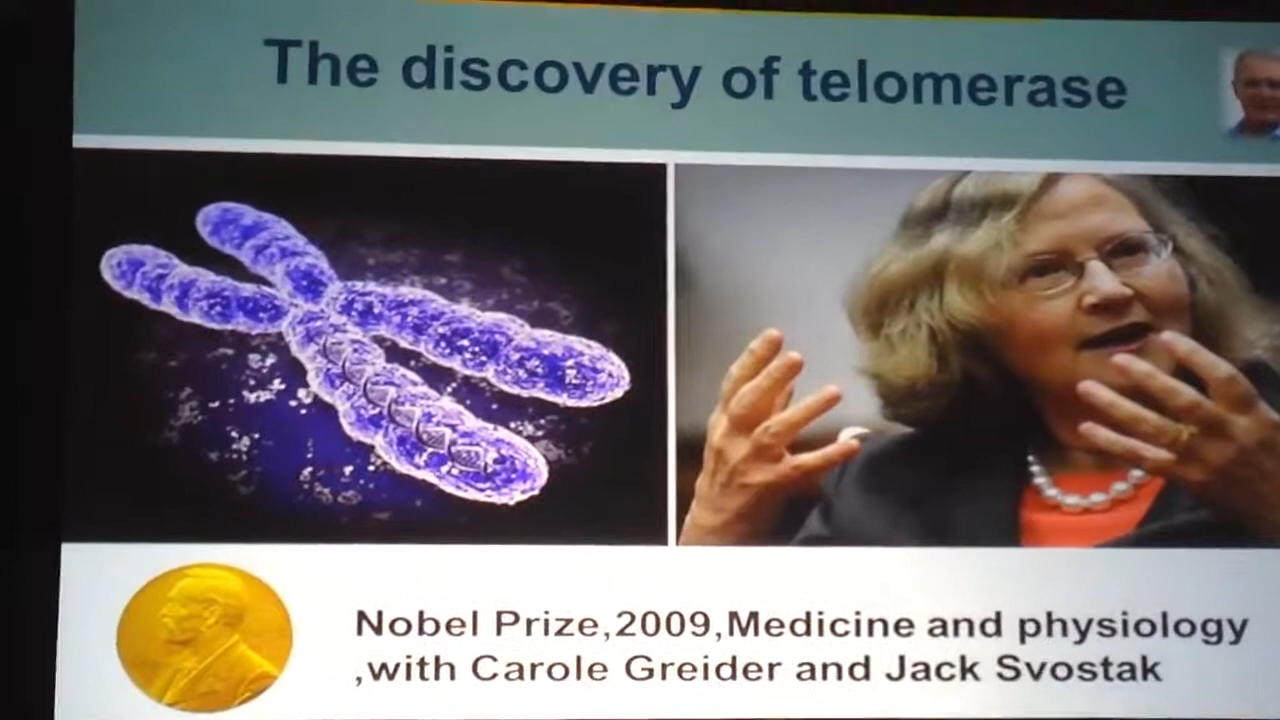 The discovery of telomerase
Nobel Prize,2009,Medicine and physiology
,with Carole Greider and Jack Svostak